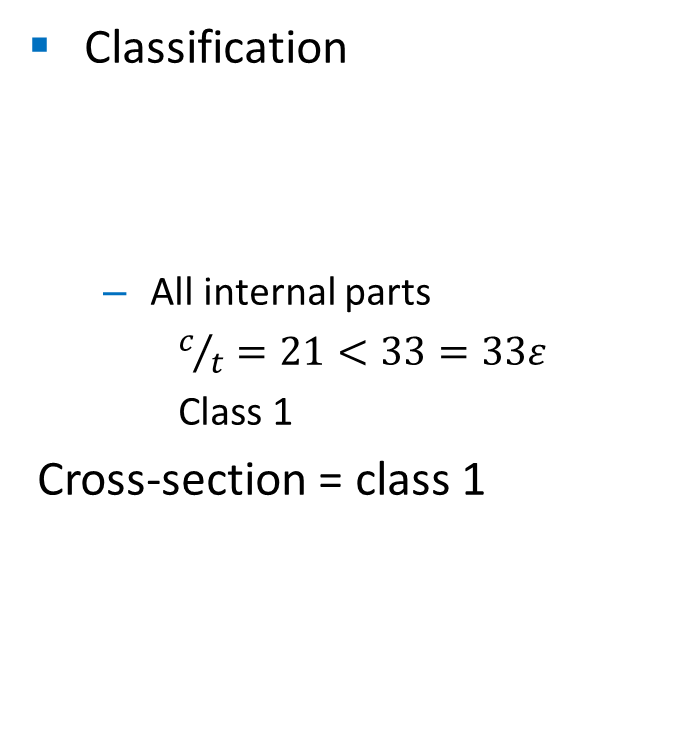 ▪ Classification
– All internal parts
c/t = 21 < 33 = 33ε
Class 1
Cross-section = class 1